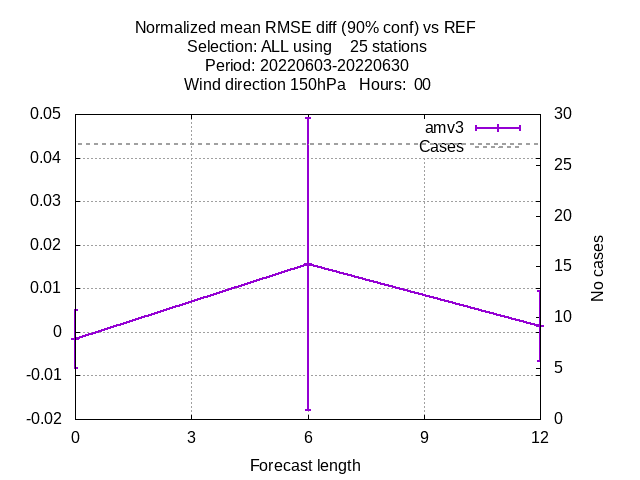 Normalized mean RMSE diff (90% conf) vs REF
Selection: ALL using    25 stations
Period: 20220603-20220630
Wind direction 150hPa   Hours:  00
0.05
0.04
0.03
0.02
0.01
0
-0.01
-0.02
amv3
Cases
30
25
20
15
10
5
0
No cases
0 3 6 9 12
Forecast length